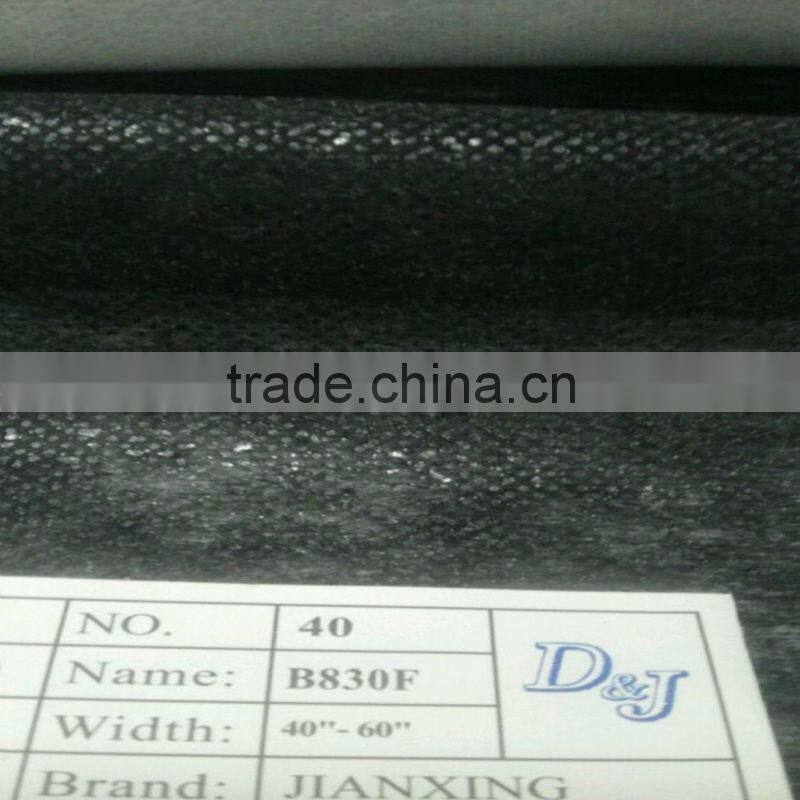 trade.china.cn
NO. 40
Name: B830F
Width: 40"- 60"
D&J
Brand: JIANXING